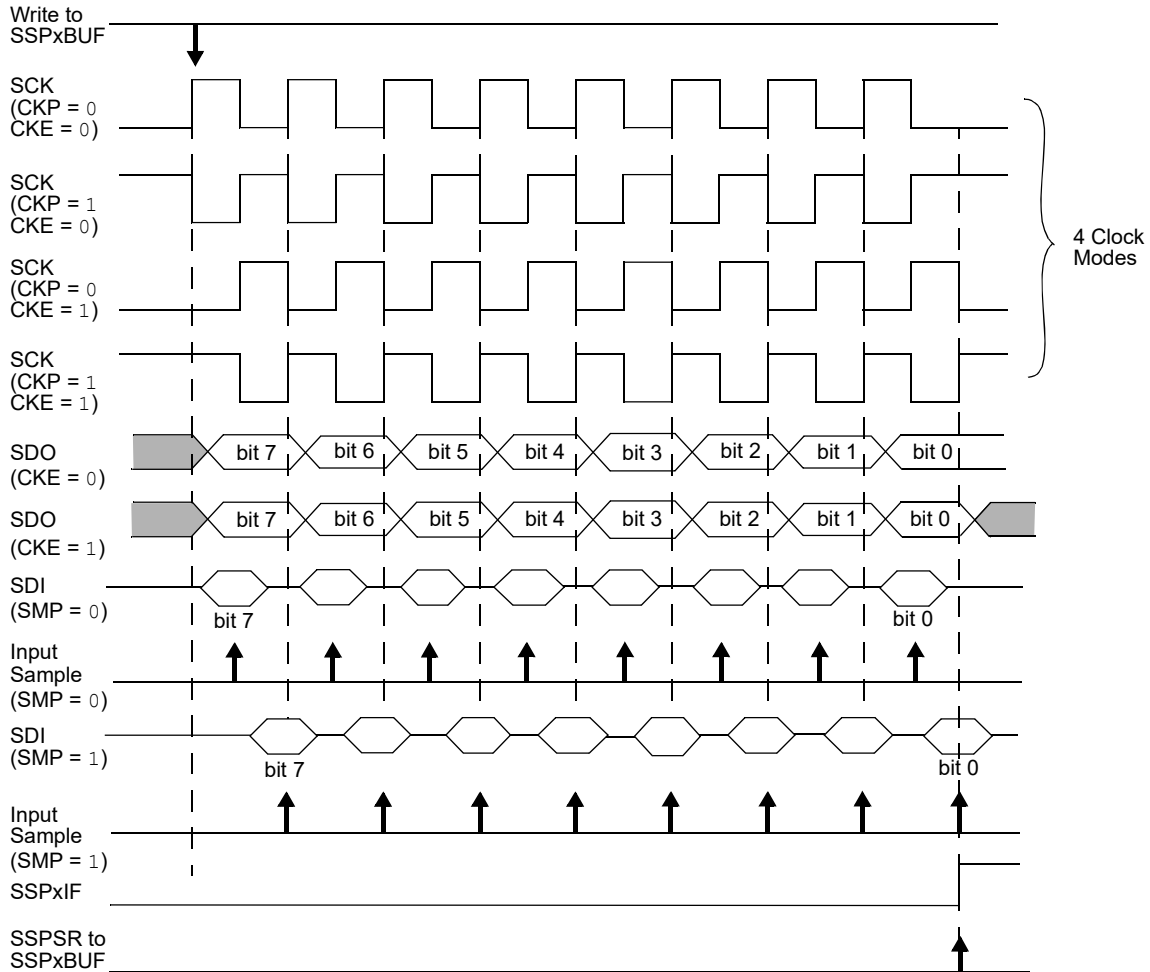 Write to
SSPxBUF
SCK
(CKP = 0
CKE = 0)
SCK
(CKP = 1
CKE = 0)
SCK
(CKP = 0
CKE = 1)
SCK
(CKP = 1
CKE = 1)
4 Clock
Modes
SDO
(CKE = 0)
bit 7 bit 6 bit 5 bit 4 bit 3 bit 2 bit 1 bit 0
SDO
(CKE = 1)
bit 7 bit 6 bit 5 bit 4 bit 3 bit 2 bit 1 bit 0
SDI
(SMP = 0)
bit 7 bit 0
Input
Sample
(SMP = 0)
SDI
(SMP = 1)
bit 7 bit 0
Input
Sample
(SMP = 1)
SSPxIF
SSPSR to
SSPxBUF